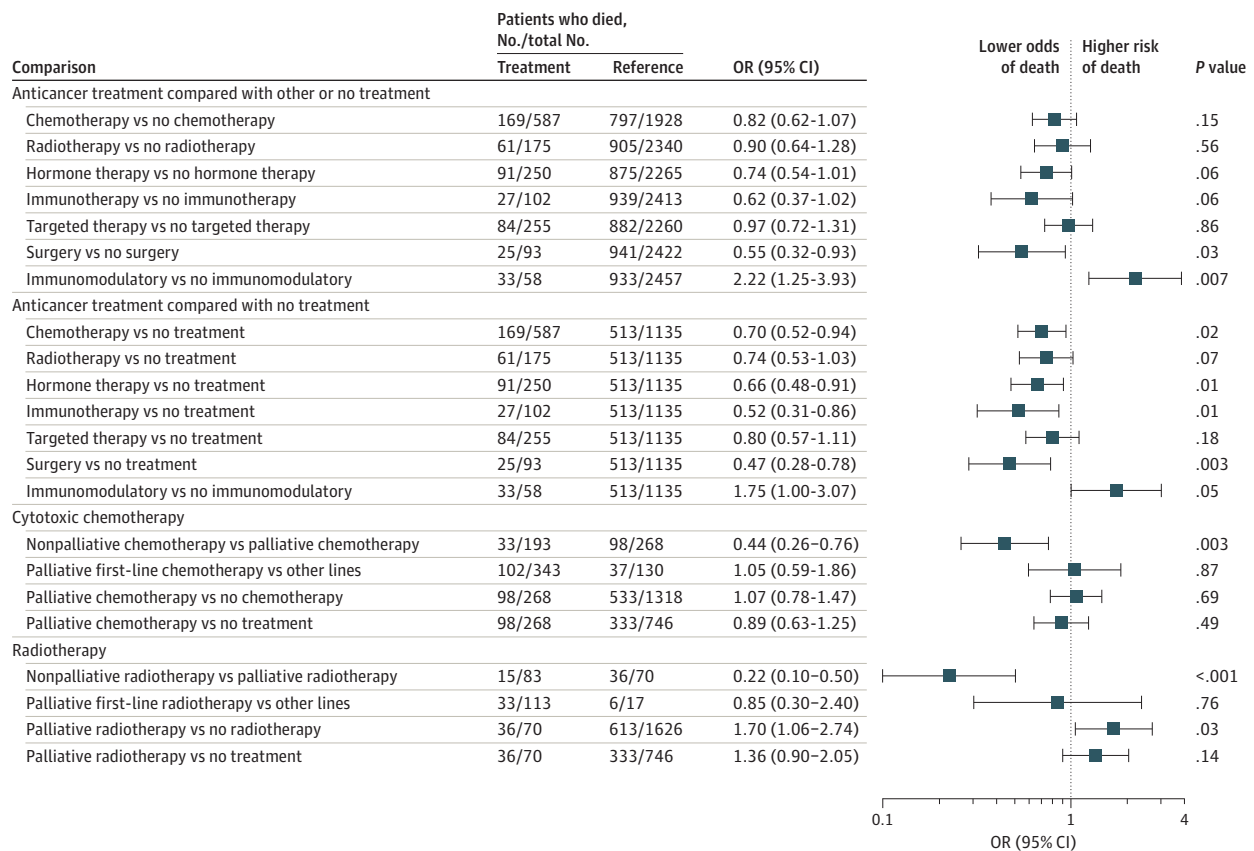 Patients who died,
No./total No.
Lower odds of death
Higher risk of death
Comparison Treatment Reference OR (95% CI) P value
Anticancer treatment compared with other or no treatment
Chemotherapy vs no chemotherapy 169/587 797/1928 0.82 (0.62-1.07) .15
Radiotherapy vs no radiotherapy 61/175 905/2340 0.90 (0.64-1.28) .56
Hormone therapy vs no hormone therapy 91/250 875/2265 0.74 (0.54-1.01) .06
Immunotherapy vs no immunotherapy 27/102 939/2413 0.62 (0.37-1.02) .06
Targeted therapy vs no targeted therapy 84/255 882/2260 0.97 (0.72-1.31) .86
Surgery vs no surgery 25/93 941/2422 0.55 (0.32-0.93) .03
Immunomodulatory vs no immunomodulatory 33/58 933/2457 2.22 (1.25-3.93) .007
Anticancer treatment compared with no treatment
Chemotherapy vs no treatment 169/587 513/1135 0.70 (0.52-0.94) .02
Radiotherapy vs no treatment 61/175 513/1135 0.74 (0.53-1.03) .07
Hormone therapy vs no treatment 91/250 513/1135 0.66 (0.48-0.91) .01
Immunotherapy vs no treatment 27/102 513/1135 0.52 (0.31-0.86) .01
Targeted therapy vs no treatment 84/255 513/1135 0.80 (0.57-1.11) .18
Surgery vs no treatment 25/93 513/1135 0.47 (0.28-0.78) .003
Immunomodulatory vs no immunomodulatory 33/58 513/1135 1.75 (1.00-3.07) .05
Cytotoxic chemotherapy
Nonpalliative chemotherapy vs palliative chemotherapy 33/193 98/268 0.44 (0.26–0.76) .003
Palliative first-line chemotherapy vs other lines 102/343 37/130 1.05 (0.59-1.86) .87
Palliative chemotherapy vs no chemotherapy 98/268 533/1318 1.07 (0.78-1.47) .69
Palliative chemotherapy vs no treatment 98/268 333/746 0.89 (0.63-1.25) .49
Radiotherapy
Nonpalliative radiotherapy vs palliative radiotherapy 15/83 36/70 0.22 (0.10–0.50) <.001
Palliative first-line radiotherapy vs other lines 33/113 6/17 0.85 (0.30–2.40) .76
Palliative radiotherapy vs no radiotherapy 36/70 613/1626 1.70 (1.06–2.74) .03
Palliative radiotherapy vs no treatment 36/70 333/746 1.36 (0.90–2.05) .14
0.1 1 4
OR (95% CI)